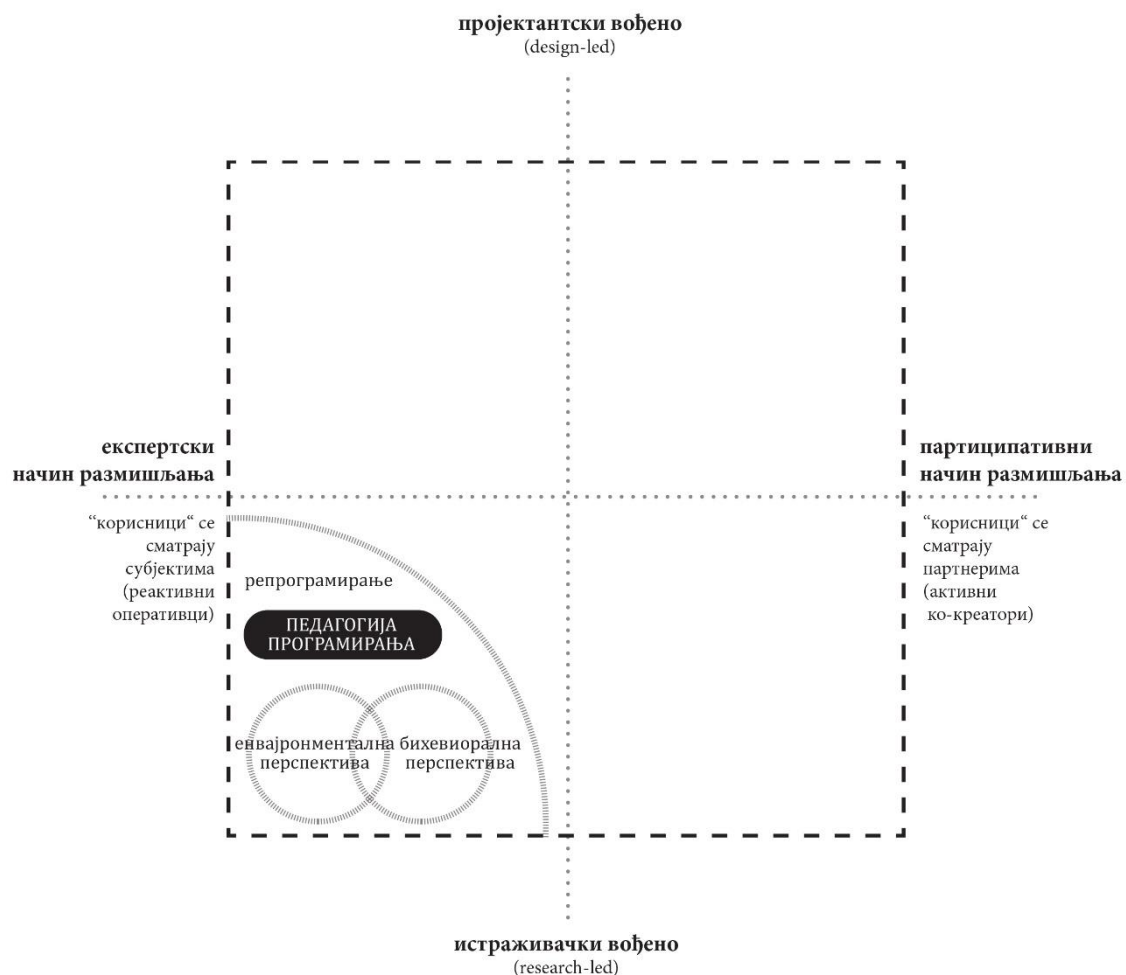 пројектантски вођено
(design-led)
експертски
начин размишљања
партиципативни
начин размишљања
“корисници“ се
сматрају
субјектима
(реактивни
оперативци)
“корисници“ се
сматрају
партнерима
(активни
ко-креатори)
репрограмирање
ПЕДАГОГИЈА
ПРОГРАМИРАЊА
енвајронментална
перспектива
бихевиорална
перспектива
истраживачки вођено
(research-led)